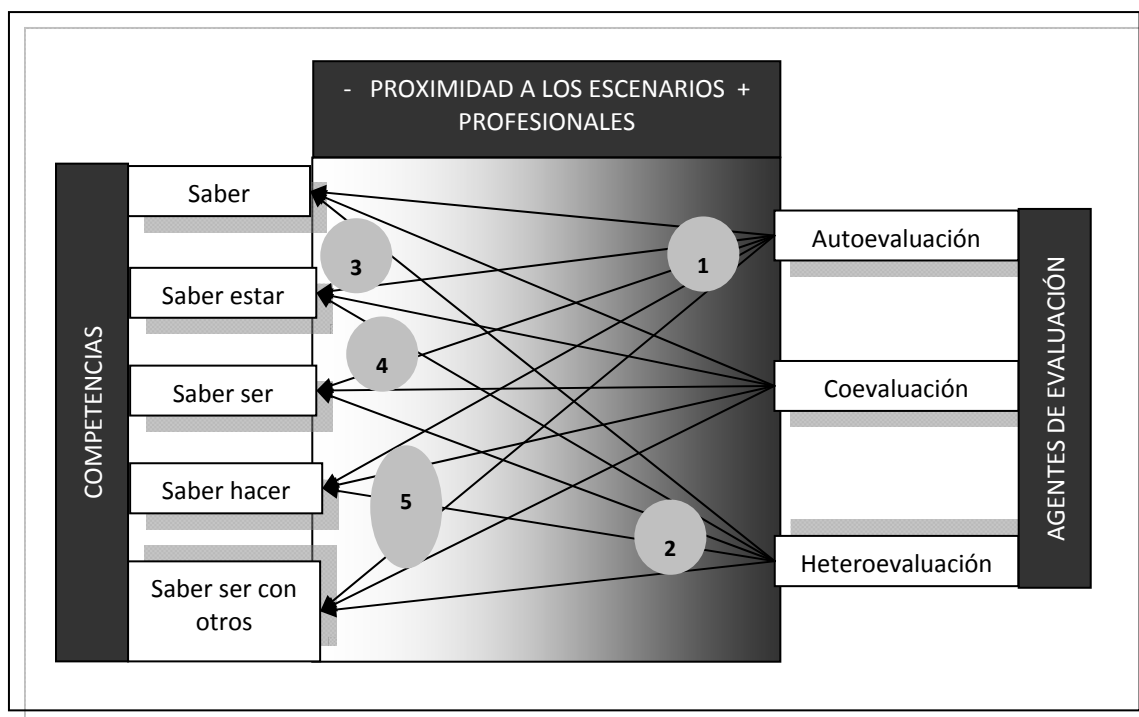 - PROXIMIDAD A LOS ESCENARIOS +
PROFESIONALES
COMPETENCIAS
Saber
Saber estar
Saber ser
Saber hacer
Saber ser con
otros
3
4
5
1
2
Autoevaluación
Coevaluación
Heteroevaluación
AGENTES DE EVALUACIÓN